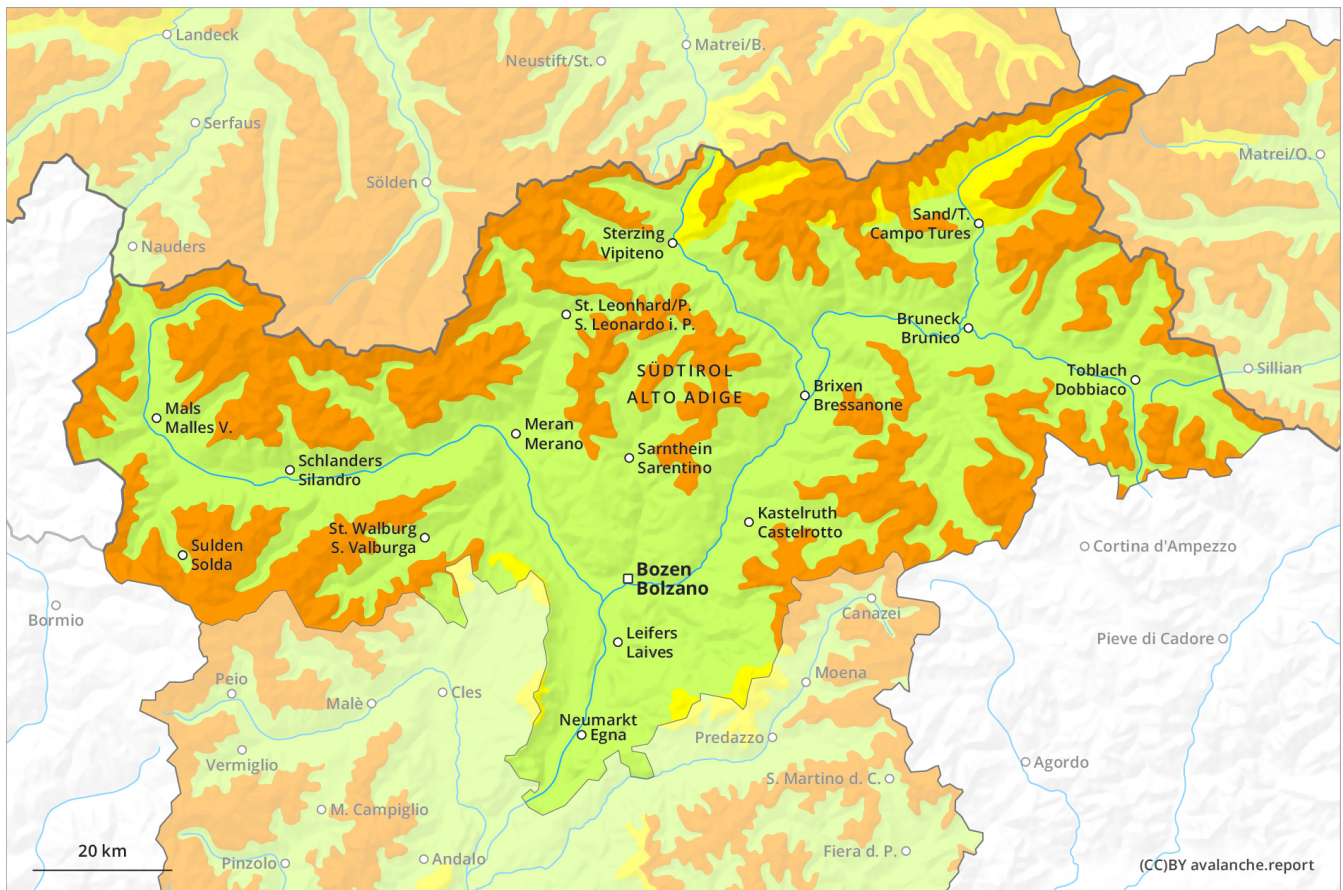 Landeck
Matrei/B.
Neustift/St.
Serfaus
Matrei/O.
Sölden
Sand/T.
Campo Tures
Sterzing
Vipiteno
Nauders
St. Leonhard/P.
S. Leonardo i. P.
Bruneck
Brunico
SÜDTIROL
ALTO ADIGE
Toblach
Dobbiaco
Sillian
Brixen
Bressanone
Mals
Malles V.
Meran
Merano
Sarnthein
Sarentino
Schlanders
Silandro
Kastelruth
Castelrotto
St. Walburg
S. Valburga
Sulden
Solda
Cortina d'Ampezzo
Bozen
Bolzano
Bormio
Canazei
Leifers
Laives
Pieve di Cadore
Peio
Moena
Malè
Cles
Neumarkt
Egna
Predazzo
Vermiglio
Agordo
S. Martino d. C.
M. Campiglio
20 km
Pinzolo
Andalo
Fiera d. P.
(CC)BY avalanche.report